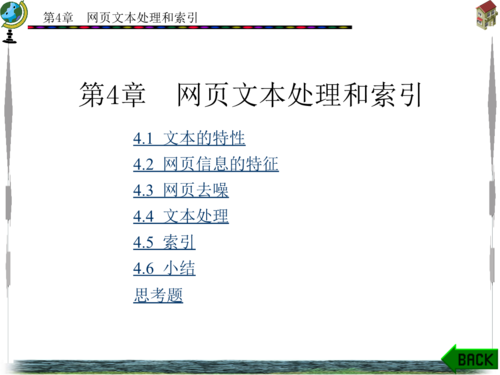 第4章 网页文本处理和索引
第4章 网页文本处理和索引
4.1 文本的特性
4.2 网页信息的特征
4.3 网页去噪
4.4 文本处理
4.5 索引
4.6 小结
思考题
BACK